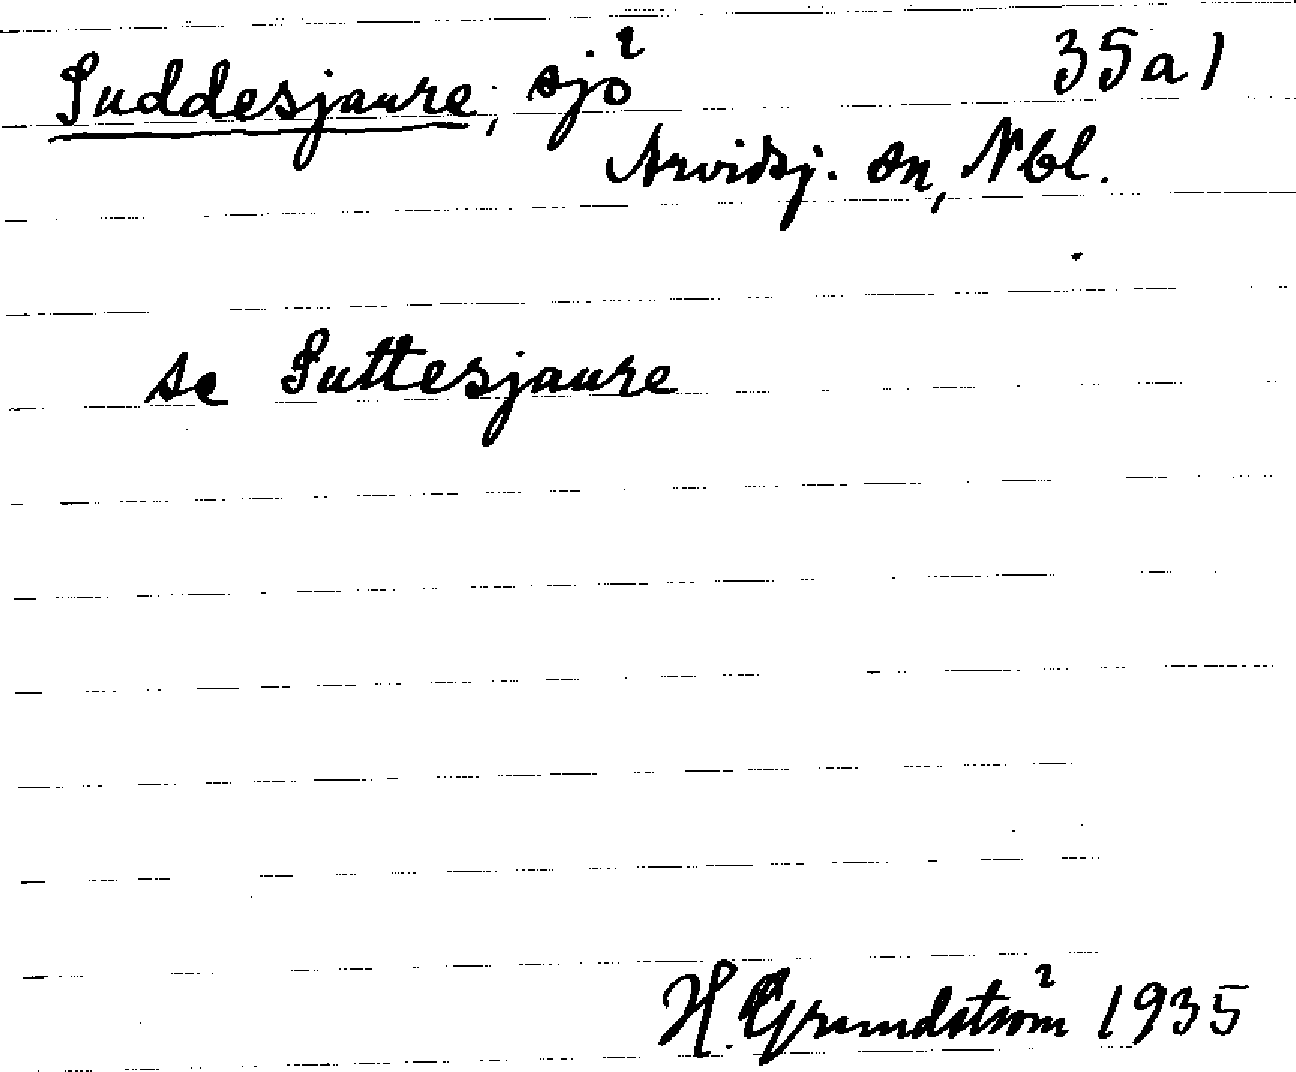 Suddesjaure, sjö 35a1
Arvidsj. sn, Nbl.
se Suttesjaure
H. Grundström 1935